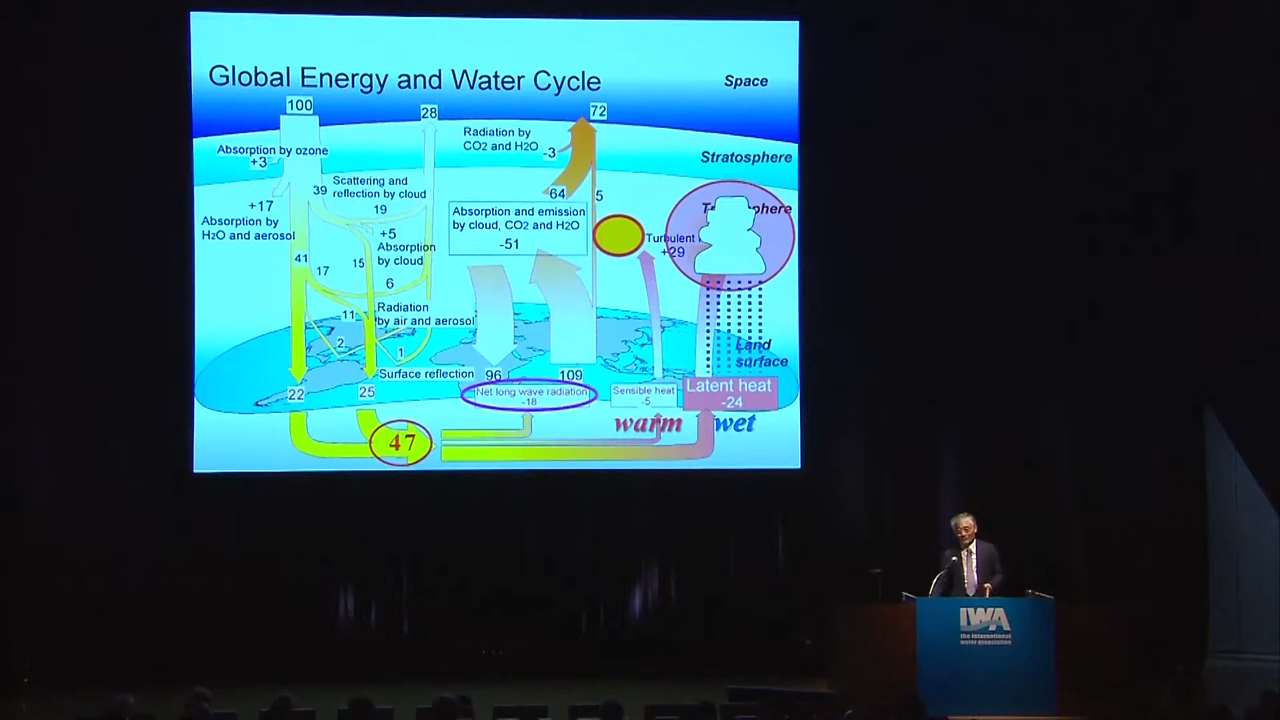 Global Energy and Water Cycle
Space
100
28
72
Radiation by
CO2 and H2O
-3
Absorption by ozone
+3
Stratosphere
39
Scattering and
reflection by cloud
64
5
+17
Absorption by
H2O and aerosol
19
+5
Absorption
by cloud
Absorption and emission
by cloud, CO2 and H2O
-51
Turbulent
+29
41
17
15
6
Radiation
by air and aerosol
11
2
1
Land
surface
Surface reflection
96
109
22
25
Net long wave radiation
-18
Sensible heat
-5
Latent heat
-24
warm
wet
47
IWA
the international
water association